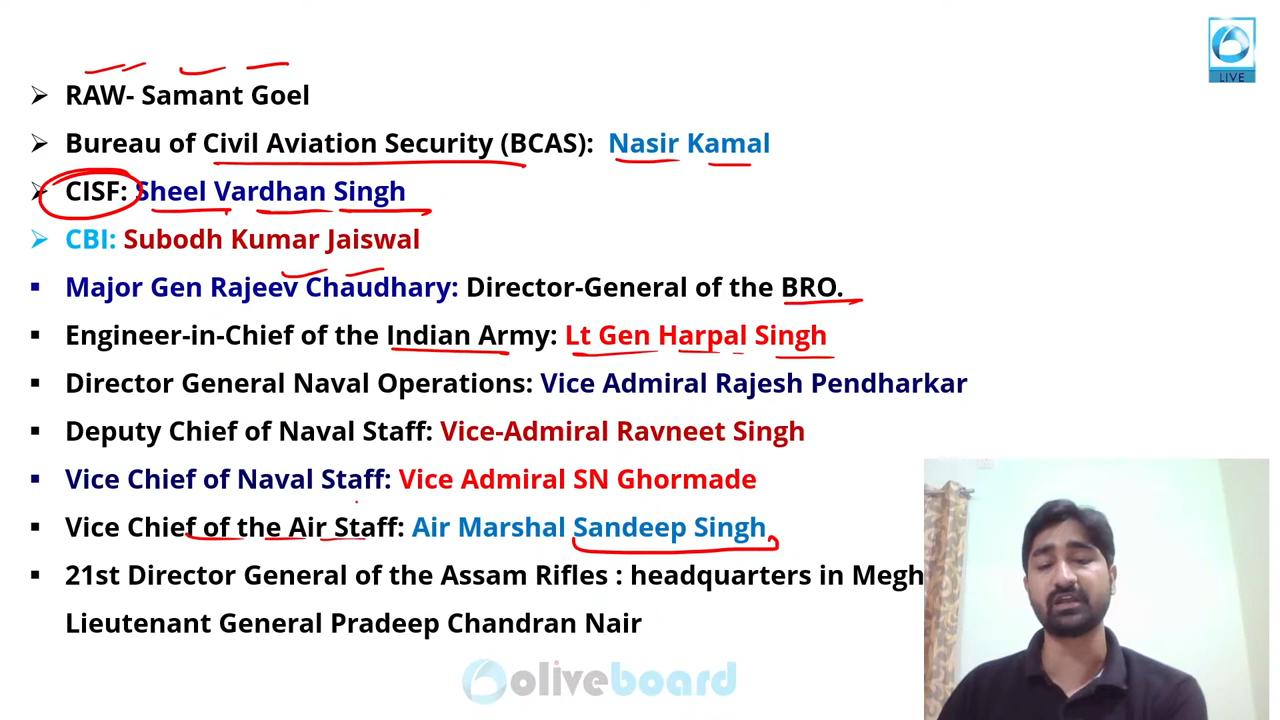 LIVE
RAW- Samant Goel
Bureau of Civil Aviation Security (BCAS): Nasir Kamal
CISF: Sheel Vardhan Singh
CBI: Subodh Kumar Jaiswal
Major Gen Rajeev Chaudhary: Director-General of the BRO.
Engineer-in-Chief of the Indian Army: Lt Gen Harpal Singh
Director General Naval Operations: Vice Admiral Rajesh Pendharkar
Deputy Chief of Naval Staff: Vice-Admiral Ravneet Singh
Vice Chief of Naval Staff: Vice Admiral SN Ghormade
Vice Chief of the Air Staff: Air Marshal Sandeep Singh,
21st Director General of the Assam Rifles : headquarters in Megh
Lieutenant General Pradeep Chandran Nair
oliveboard